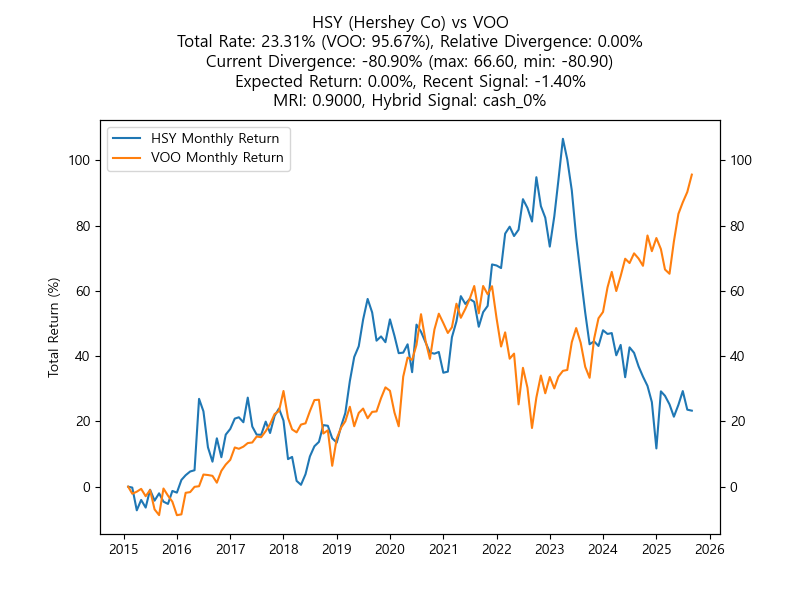 HSY (Hershey Co) vs VOO
Total Rate: 23.31% (VOO: 95.67%), Relative Divergence: 0.00%
Current Divergence: -80.90% (max: 66.60, min: -80.90)
Expected Return: 0.00%, Recent Signal: -1.40%
MRI: 0.9000, Hybrid Signal: cash_0%
HSY Monthly Return
VOO Monthly Return
Total Return (%)
100
80
60
40
20
0
100
80
60
40
20
0
2015 2016 2017 2018 2019 2020 2021 2022 2023 2024 2025 2026